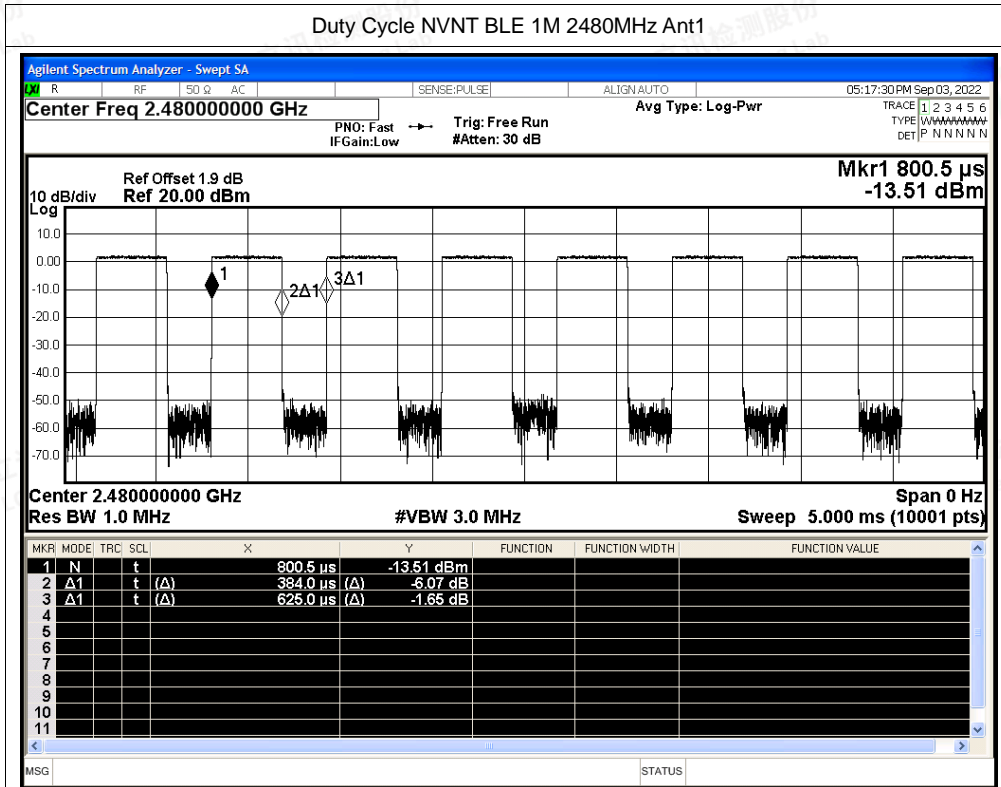 Duty Cycle NVNT BLE 1M 2480MHz Ant1
Agilent Spectrum Analyzer - Swept SA
LXI R RF 50 Ω AC SENSE:PULSE ALIGN AUTO 05:17:30 PM Sep 03, 2022
Center Freq 2.480000000 GHz Avg Type: Log-Pwr TRACE 1 2 3 4 5 6
PNO: Fast Trig: Free Run TYPE
IFGain:Low #Atten: 30 dB DET P N N N N N
Mkr1 800.5 µs
-13.51 dBm
Ref Offset 1.9 dB
10 dB/div Ref 20.00 dBm
Log
10.0
0.00
-10.0
-20.0
-30.0
-40.0
-50.0
-60.0
-70.0
1
2Δ1
3Δ1
Center 2.480000000 GHz Span 0 Hz
Res BW 1.0 MHz #VBW 3.0 MHz Sweep 5.000 ms (10001 pts)
MKR MODE TRC SCL X Y FUNCTION FUNCTION WIDTH FUNCTION VALUE
1 N t 800.5 µs -13.51 dBm
2 Δ1 t (Δ) 384.0 µs (Δ) -6.07 dB
3 Δ1 t (Δ) 625.0 µs (Δ) -1.65 dB
4
5
6
7
8
9
10
11
MSG STATUS